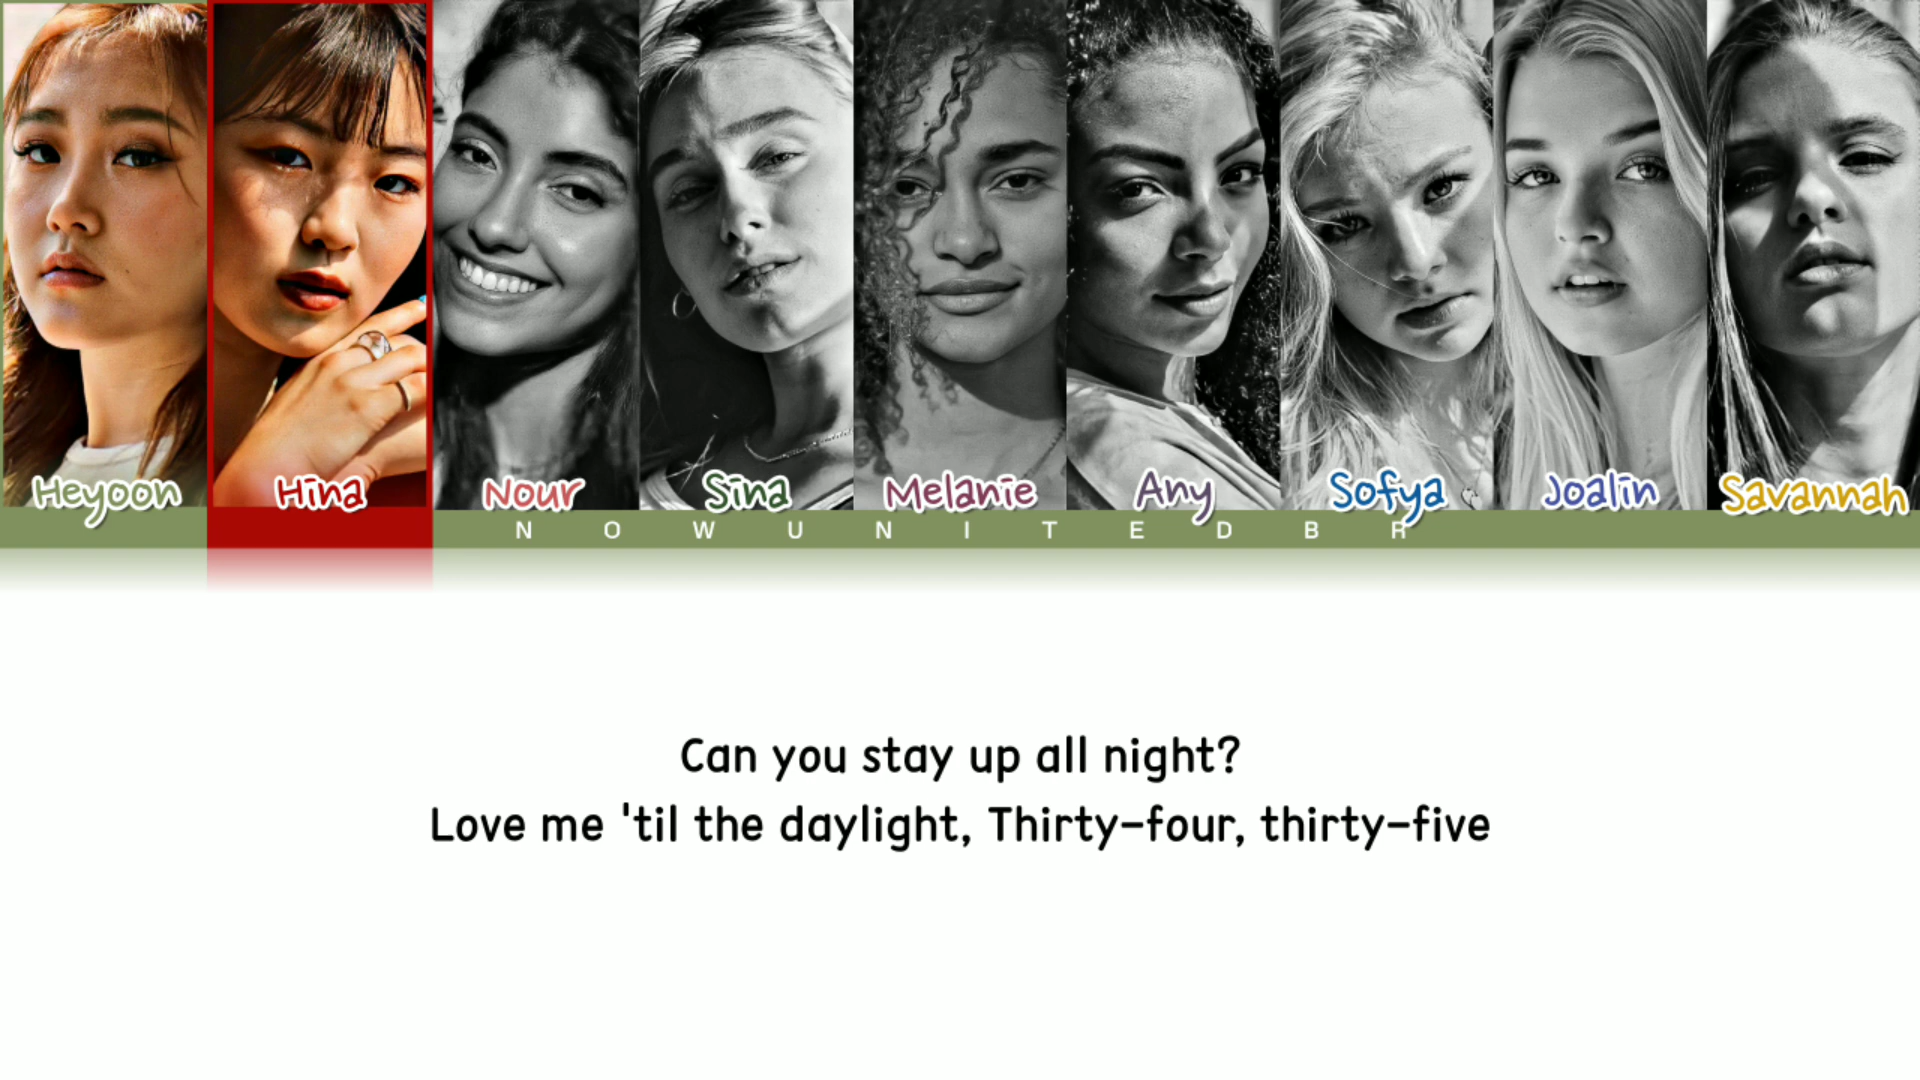 Heyoon Hina Nour Sina Melanie Any Sofya Joalin Savannah
NOWUNITEDBR
Can you stay up all night?
Love me 'til the daylight, Thirty-four, thirty-five